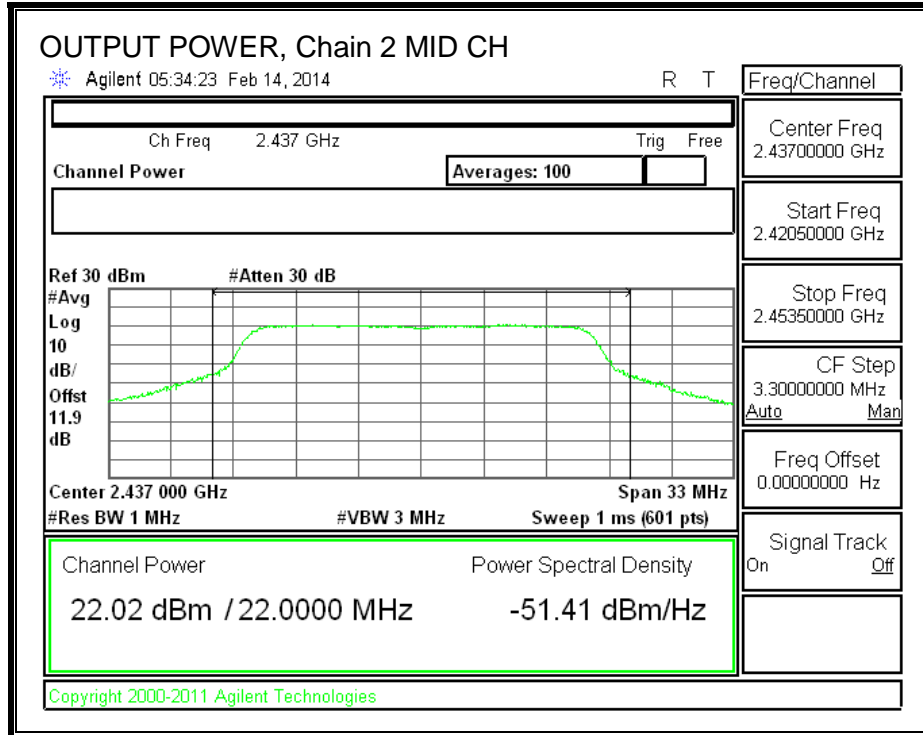 OUTPUT POWER, Chain 2 MID CH
Agilent 05:34:23 Feb 14, 2014 R T
Freq/Channel
Ch Freq 2.437 GHz Trig Free
Channel Power Averages: 100
Center Freq
2.43700000 GHz
Start Freq
2.42050000 GHz
Stop Freq
2.45350000 GHz
CF Step
3.30000000 MHz
Auto Man
Freq Offset
0.00000000 Hz
Signal Track
On Off
Ref 30 dBm #Atten 30 dB
#Avg
Log
10
dB/
Offst
11.9
dB
Center 2.437 000 GHz Span 33 MHz
#Res BW 1 MHz #VBW 3 MHz Sweep 1 ms (601 pts)
Channel Power Power Spectral Density
22.02 dBm / 22.0000 MHz -51.41 dBm/Hz
Copyright 2000-2011 Agilent Technologies